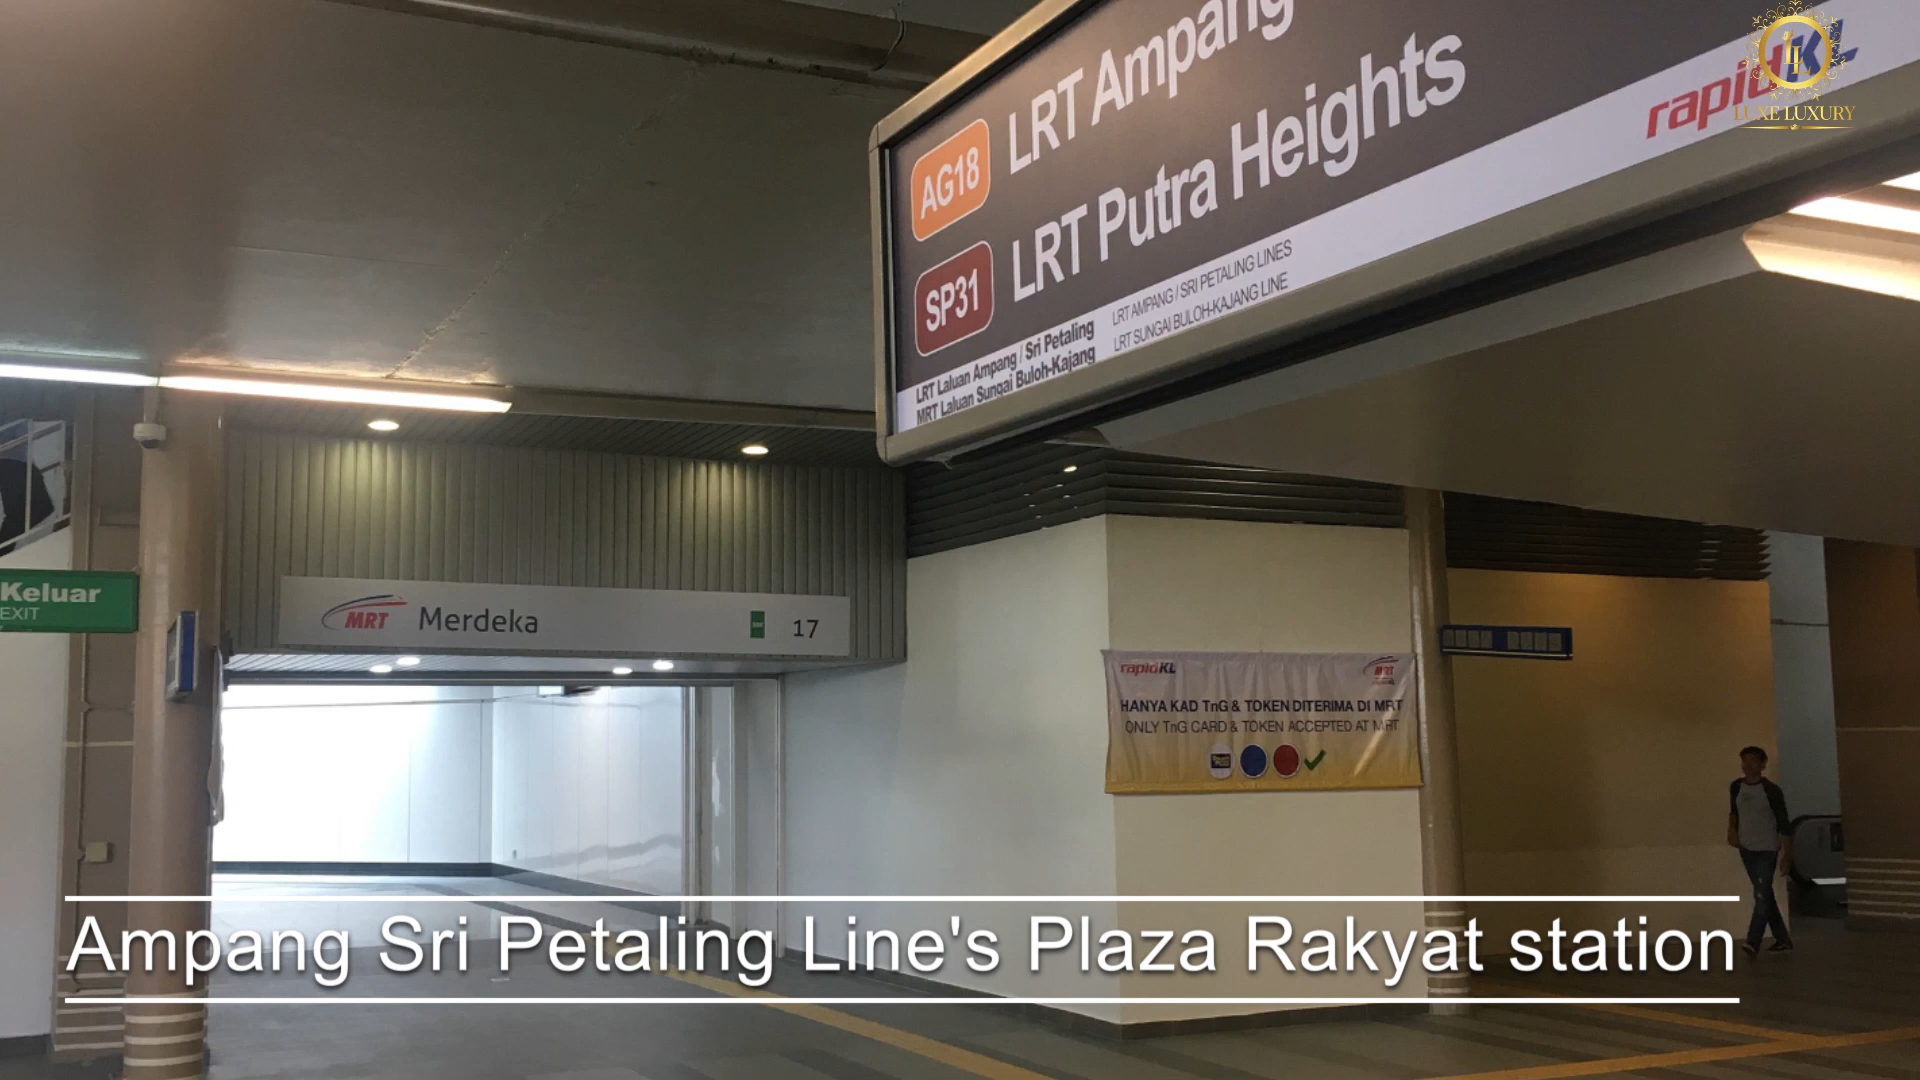 LRT Ampang
AG18
LRT Putra Heights
SP31
LRT Laluan Ampang / Sri Petaling
MRT Laluan Sungai Buloh-Kajang
LRT AMPANG / SRI PETALING LINES
LRT SUNGAI BULOH-KAJANG LINE
rapidKL
LL
LUXE LUXURY
Keluar
EXIT
MRT Merdeka
17
rapidKL
MRT
HANYA KAD TnG & TOKEN DITERIMA DI MRT
ONLY TnG CARD & TOKEN ACCEPTED AT MRT
Ampang Sri Petaling Line's Plaza Rakyat station